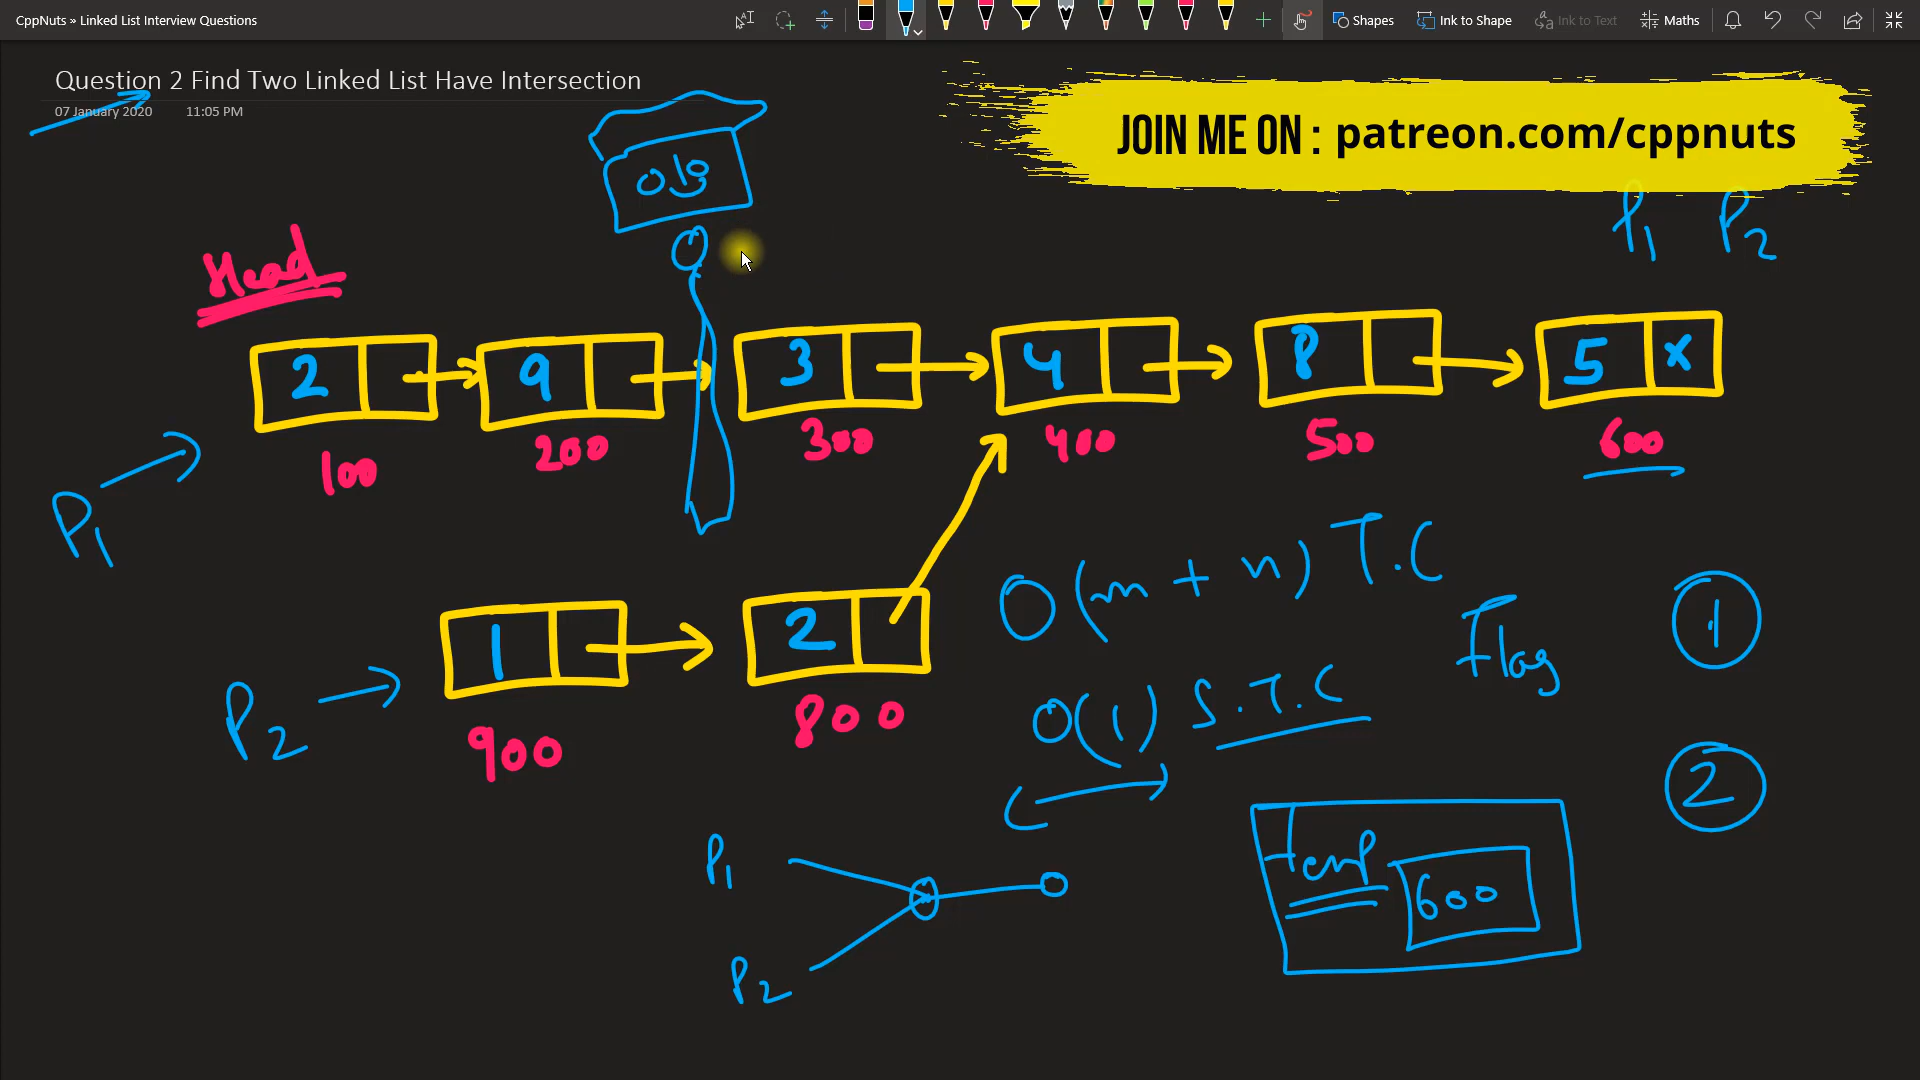 CppNuts » Linked List Interview Questions
Shapes
Ink to Shape
Ink to Text
Maths
Question 2 Find Two Linked List Have Intersection
07 January 2020 11:05 PM
JOIN ME ON : patreon.com/cppnuts
P1 P2
Head
2 9 3 4 8 5 x
100 200 300 400 500 600
P1
O(m + n) T.C
1
Flag
1 2
O(1) S.T.C
P2
900 800
2
P1
Temp
600
P2